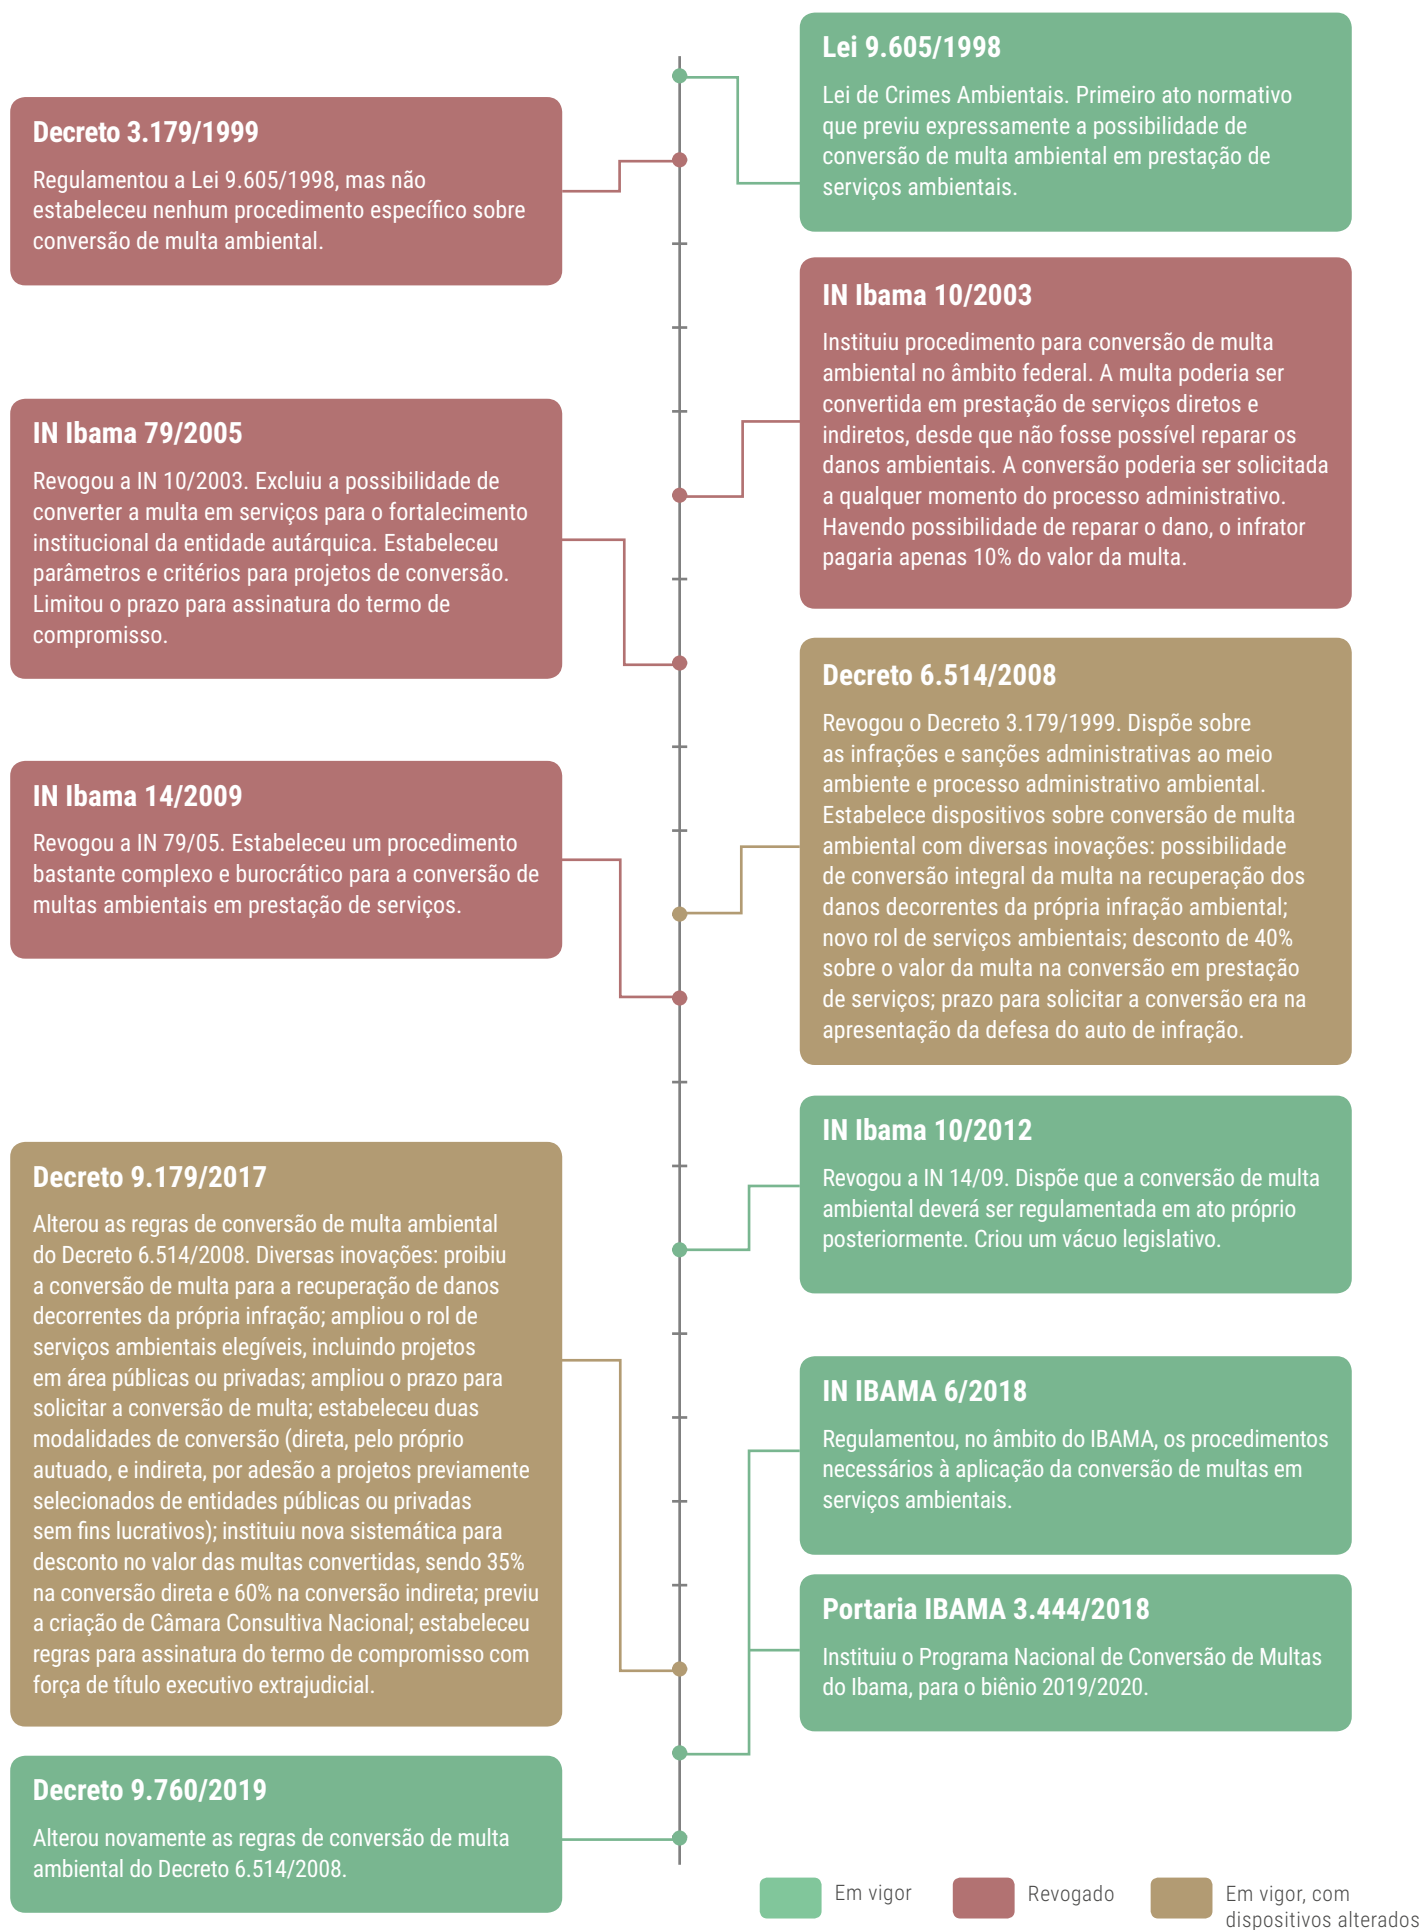 Lei 9.605/1998
Lei de Crimes Ambientais. Primeiro ato normativo
que previu expressamente a possibilidade de
conversão de multa ambiental em prestação de
serviços ambientais.
Decreto 3.179/1999
Regulamentou a Lei 9.605/1998, mas não
estabeleceu nenhum procedimento específico sobre
conversão de multa ambiental.
IN Ibama 10/2003
Instituiu procedimento para conversão de multa
ambiental no âmbito federal. A multa poderia ser
convertida em prestação de serviços diretos e
indiretos, desde que não fosse possível reparar os
danos ambientais. A conversão poderia ser solicitada
a qualquer momento do processo administrativo.
Havendo possibilidade de reparar o dano, o infrator
pagaria apenas 10% do valor da multa.
IN Ibama 79/2005
Revogou a IN 10/2003. Excluiu a possibilidade de
converter a multa em serviços para o fortalecimento
institucional da entidade autárquica. Estabeleceu
parâmetros e critérios para projetos de conversão.
Limitou o prazo para assinatura do termo de
compromisso.
Decreto 6.514/2008
Revogou o Decreto 3.179/1999. Dispõe sobre
as infrações e sanções administrativas ao meio
ambiente e processo administrativo ambiental.
Estabelece dispositivos sobre conversão de multa
ambiental com diversas inovações: possibilidade
de conversão integral da multa na recuperação dos
danos decorrentes da própria infração ambiental;
novo rol de serviços ambientais; desconto de 40%
sobre o valor da multa na conversão em prestação
de serviços; prazo para solicitar a conversão era na
apresentação da defesa do auto de infração.
IN Ibama 14/2009
Revogou a IN 79/05. Estabeleceu um procedimento
bastante complexo e burocrático para a conversão de
multas ambientais em prestação de serviços.
IN Ibama 10/2012
Revogou a IN 14/09. Dispõe que a conversão de multa
ambiental deverá ser regulamentada em ato próprio
posteriormente. Criou um vácuo legislativo.
Decreto 9.179/2017
Alterou as regras de conversão de multa ambiental
do Decreto 6.514/2008. Diversas inovações: proibiu
a conversão de multa para a recuperação de danos
decorrentes da própria infração; ampliou o rol de
serviços ambientais elegíveis, incluindo projetos
em área públicas ou privadas; ampliou o prazo para
solicitar a conversão de multa; estabeleceu duas
modalidades de conversão (direta, pelo próprio
autuado, e indireta, por adesão a projetos previamente
selecionados de entidades públicas ou privadas
sem fins lucrativos); instituiu nova sistemática para
desconto no valor das multas convertidas, sendo 35%
na conversão direta e 60% na conversão indireta; previu
a criação de Câmara Consultiva Nacional; estabeleceu
regras para assinatura do termo de compromisso com
força de título executivo extrajudicial.
IN IBAMA 6/2018
Regulamentou, no âmbito do IBAMA, os procedimentos
necessários à aplicação da conversão de multas em
serviços ambientais.
Portaria IBAMA 3.444/2018
Instituiu o Programa Nacional de Conversão de Multas
do Ibama, para o biênio 2019/2020.
Decreto 9.760/2019
Alterou novamente as regras de conversão de multa
ambiental do Decreto 6.514/2008.
Em vigor
Revogado
Em vigor, com
dispositivos alterados